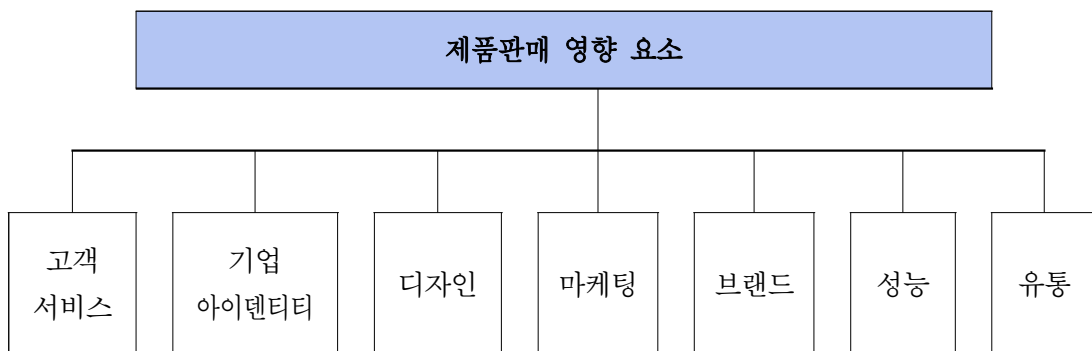 제품판매 영향 요소
고객
서비스
기업
아이덴티티
디자인
마케팅
브랜드
성능
유통